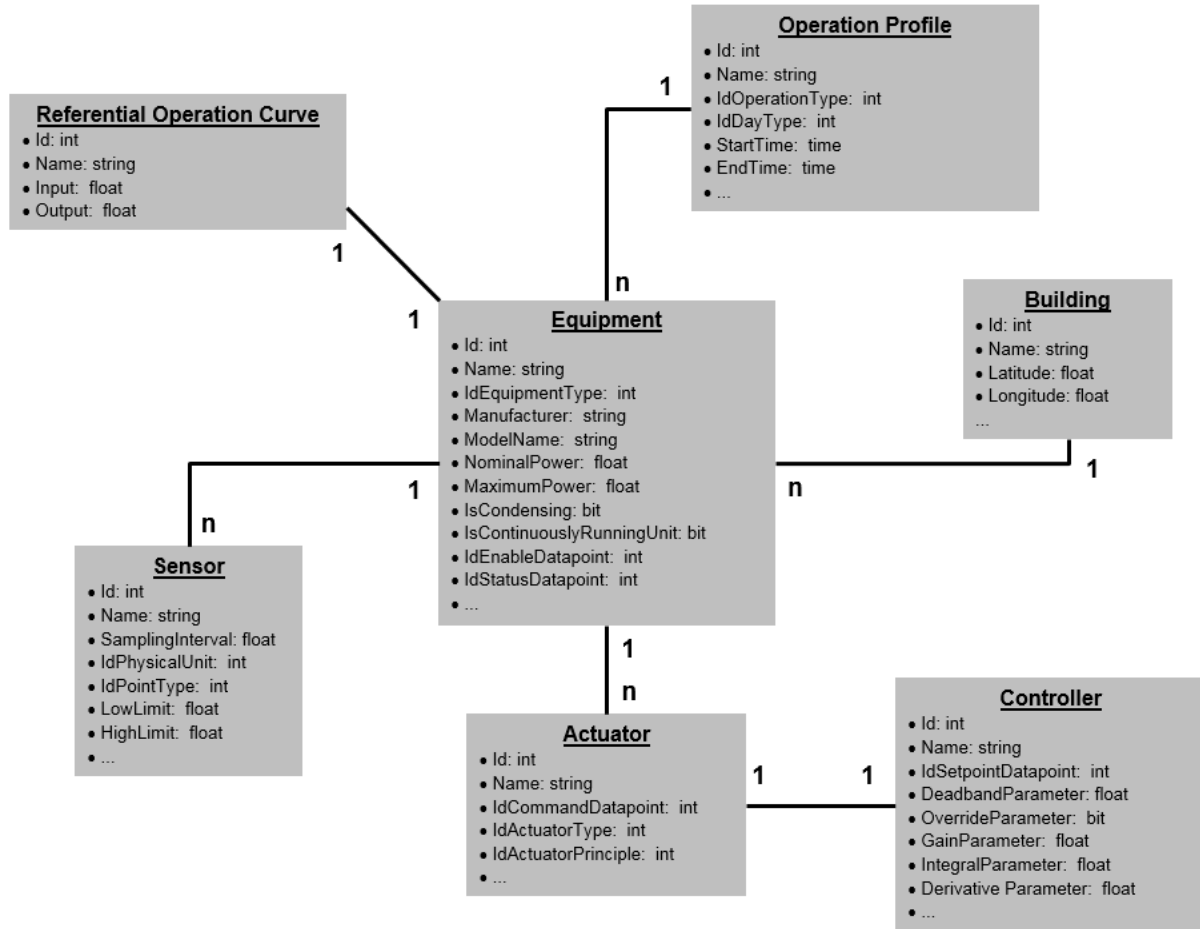 Operation Profile
• Id: int
• Name: string
• IdOperationType: int
• IdDayType: int
• StartTime: time
• EndTime: time
• ...
1
n
Referential Operation Curve
• Id: int
• Name: string
• Input: float
• Output: float
1
1
Equipment
• Id: int
• Name: string
• IdEquipmentType: int
• Manufacturer: string
• ModelName: string
• NominalPower: float
• MaximumPower: float
• IsCondensing: bit
• IsContinuouslyRunningUnit: bit
• IdEnableDatapoint: int
• IdStatusDatapoint: int
• ...
Building
• Id: int
• Name: string
• Latitude: float
• Longitude: float
...
1
n
1
n
Sensor
• Id: int
• Name: string
• SamplingInterval: float
• IdPhysicalUnit: int
• IdPointType: int
• LowLimit: float
• HighLimit: float
• ...
1
n
Actuator
• Id: int
• Name: string
• IdCommandDatapoint: int
• IdActuatorType: int
• IdActuatorPrinciple: int
• ...
1
1
Controller
• Id: int
• Name: string
• IdSetpointDatapoint: int
• DeadbandParameter: float
• OverrideParameter: bit
• GainParameter: float
• IntegralParameter: float
• Derivative Parameter: float
• ...